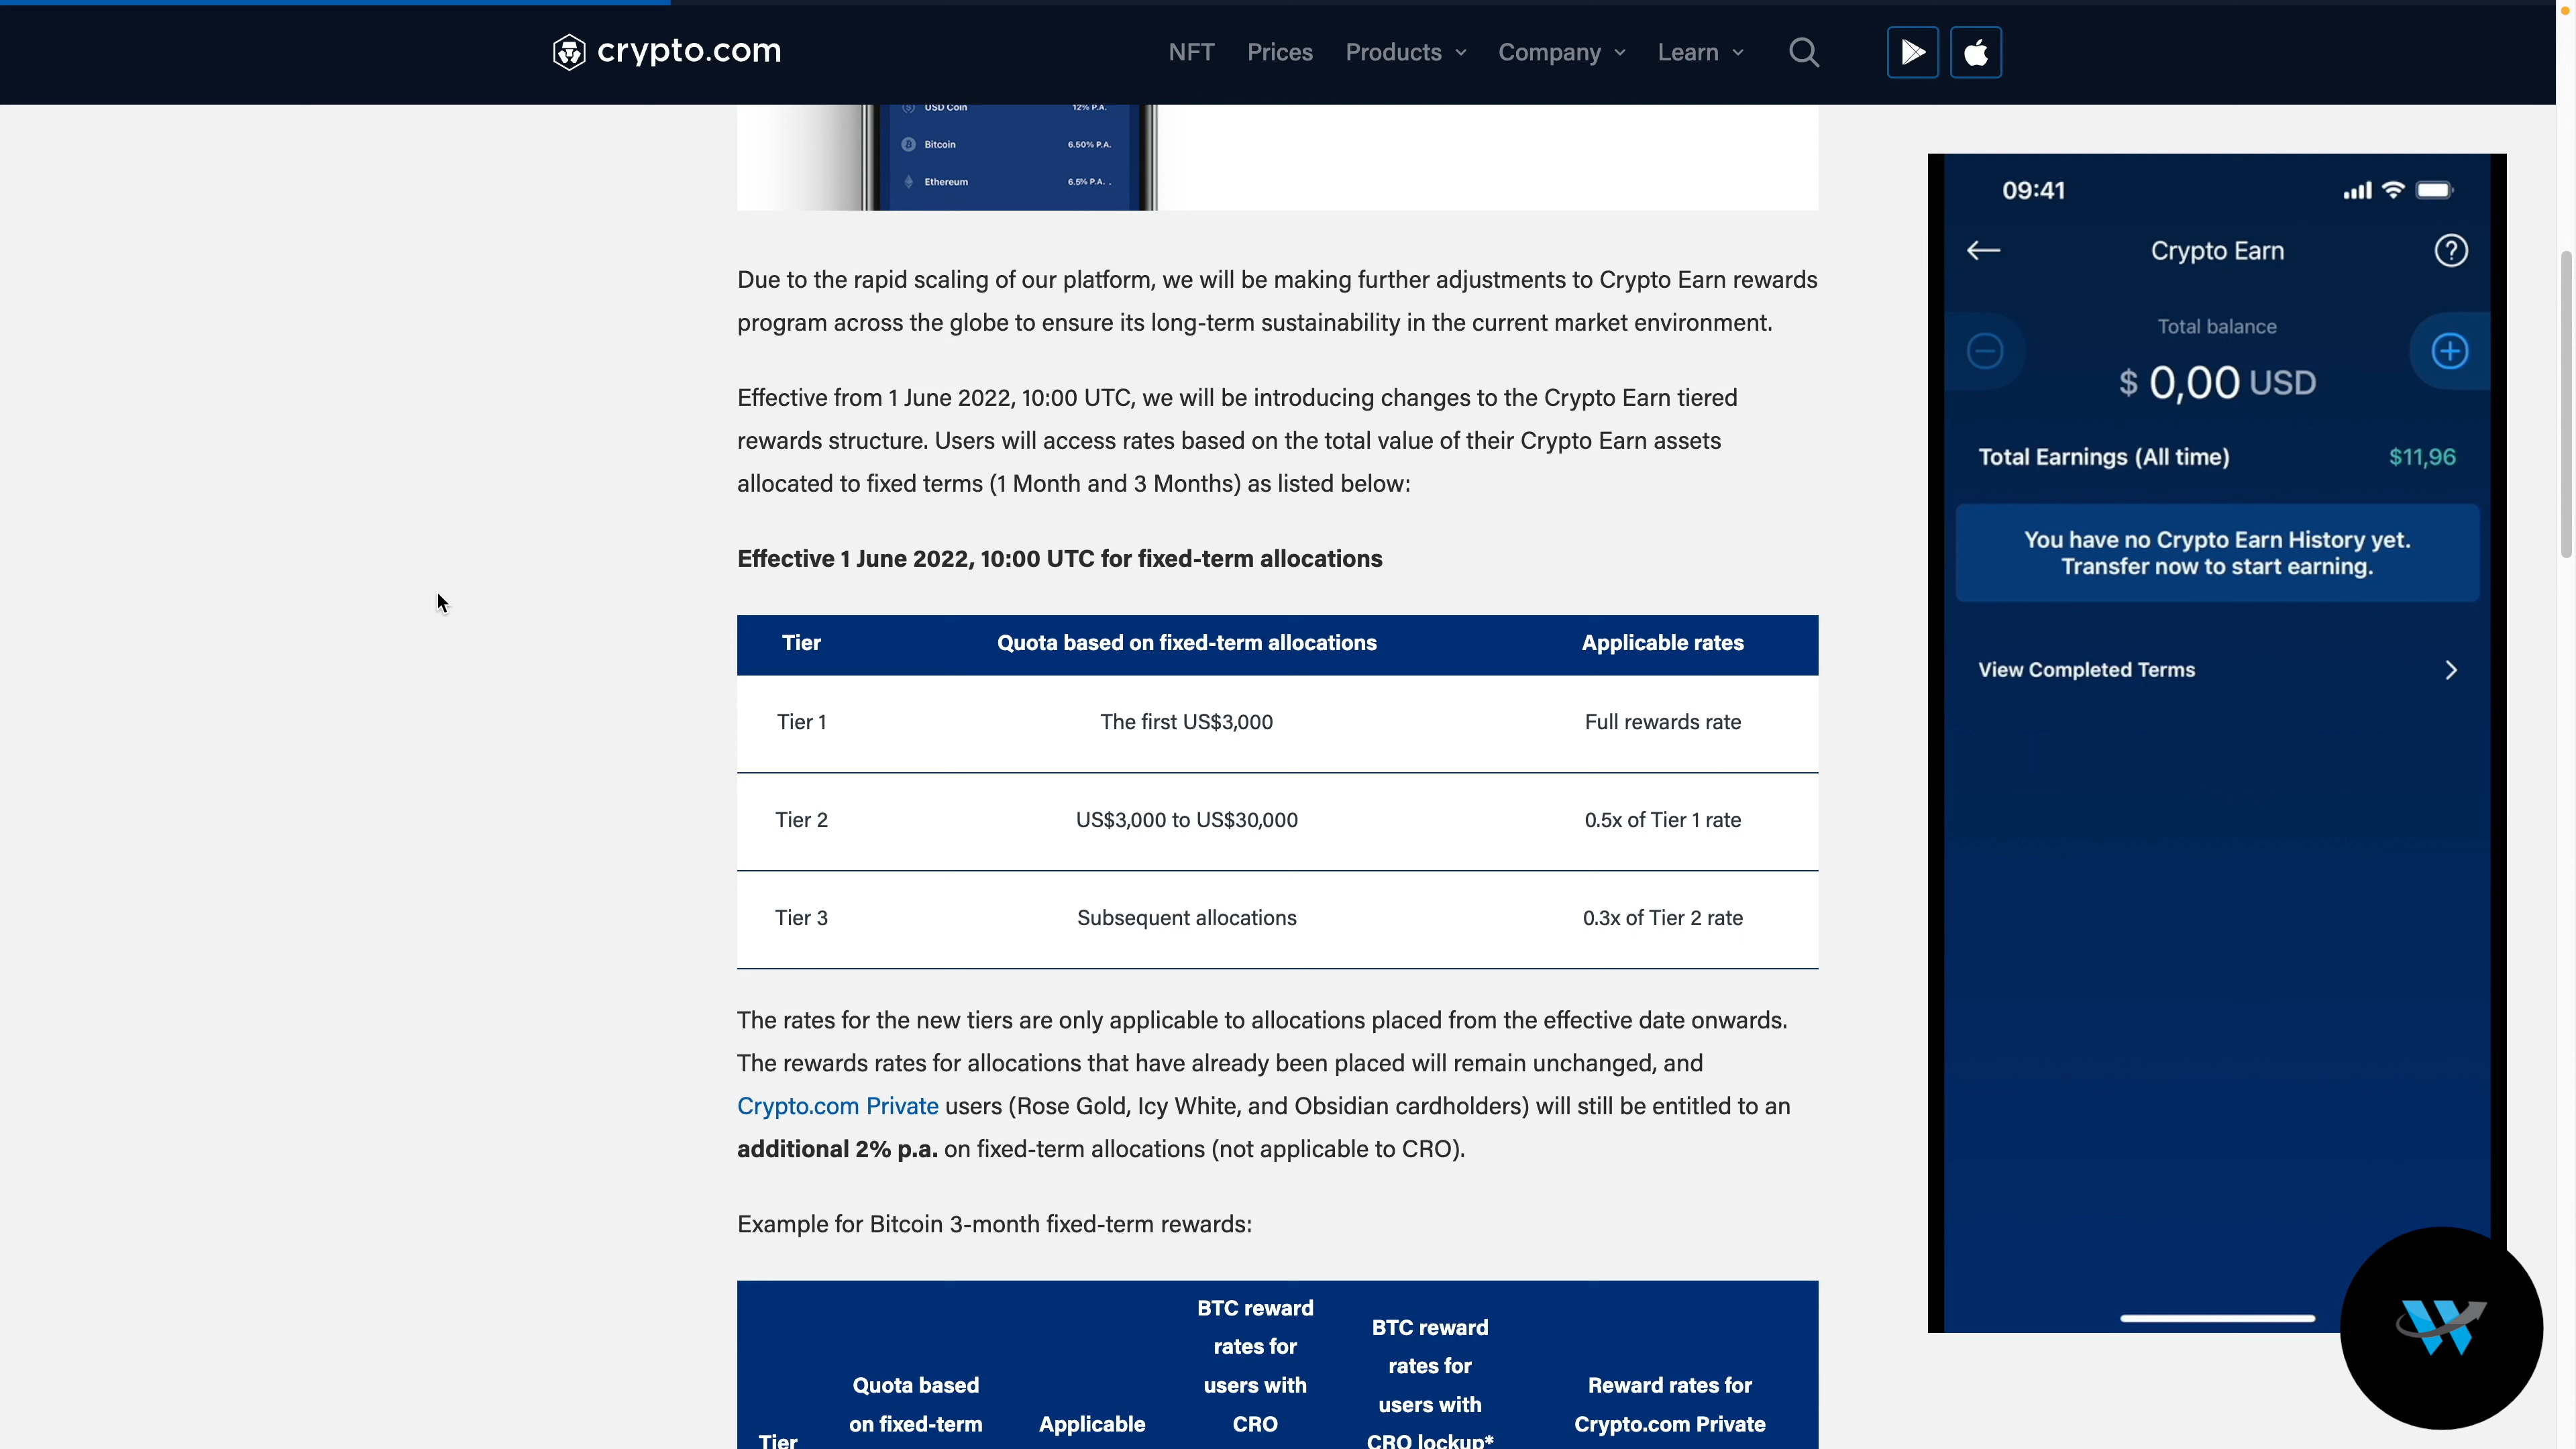 crypto.com
NFT
Prices
Products
Company
Learn
USD Coin 12% P.A.
Bitcoin 6.50% P.A.
Ethereum 6.5% P.A. .
Due to the rapid scaling of our platform, we will be making further adjustments to Crypto Earn rewards
program across the globe to ensure its long-term sustainability in the current market environment.
Effective from 1 June 2022, 10:00 UTC, we will be introducing changes to the Crypto Earn tiered
rewards structure. Users will access rates based on the total value of their Crypto Earn assets
allocated to fixed terms (1 Month and 3 Months) as listed below:
Effective 1 June 2022, 10:00 UTC for fixed-term allocations
Tier Quota based on fixed-term allocations Applicable rates
Tier 1 The first US$3,000 Full rewards rate
Tier 2 US$3,000 to US$30,000 0.5x of Tier 1 rate
Tier 3 Subsequent allocations 0.3x of Tier 2 rate
The rates for the new tiers are only applicable to allocations placed from the effective date onwards.
The rewards rates for allocations that have already been placed will remain unchanged, and
Crypto.com Private users (Rose Gold, Icy White, and Obsidian cardholders) will still be entitled to an
additional 2% p.a. on fixed-term allocations (not applicable to CRO).
Example for Bitcoin 3-month fixed-term rewards:
Tier
Quota based
on fixed-term
Applicable
BTC reward
rates for
users with
CRO
BTC reward
rates for
users with
CRO lockup*
Reward rates for
Crypto.com Private
09:41
Crypto Earn
Total balance
$ 0,00 USD
Total Earnings (All time) $11,96
You have no Crypto Earn History yet.
Transfer now to start earning.
View Completed Terms
W